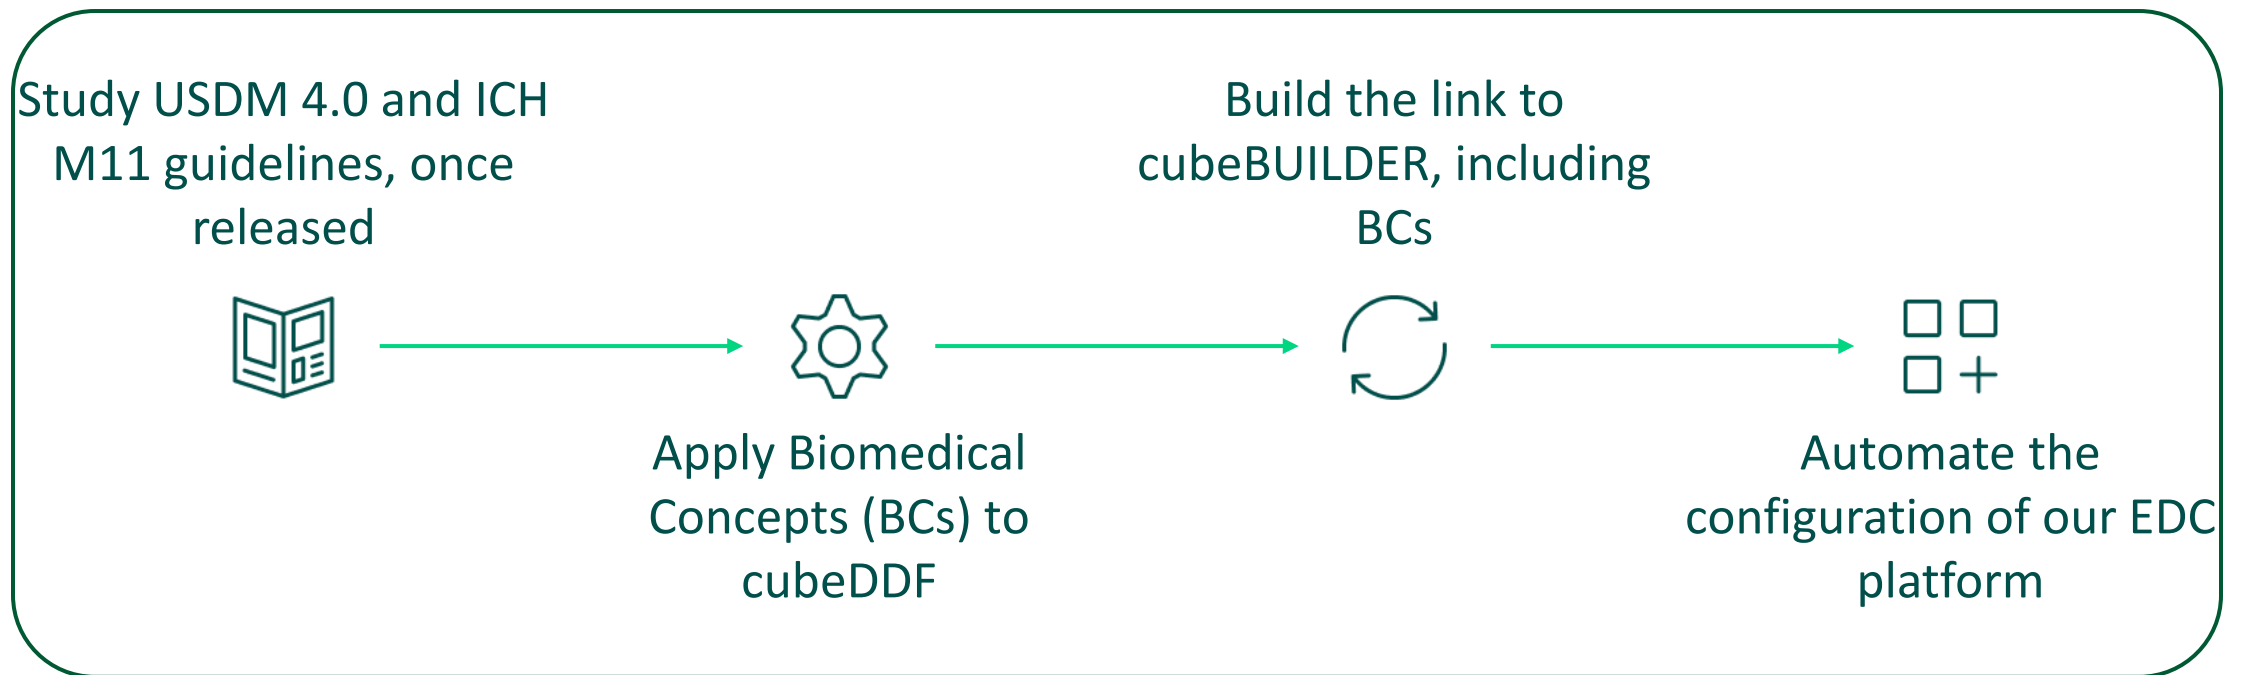 Study USDM 4.0 and ICH
M11 guidelines, once
released
Apply Biomedical
Concepts (BCs) to
cubeDDF
Build the link to
cubeBUILDER, including
BCs
Automate the
configuration of our EDC
platform